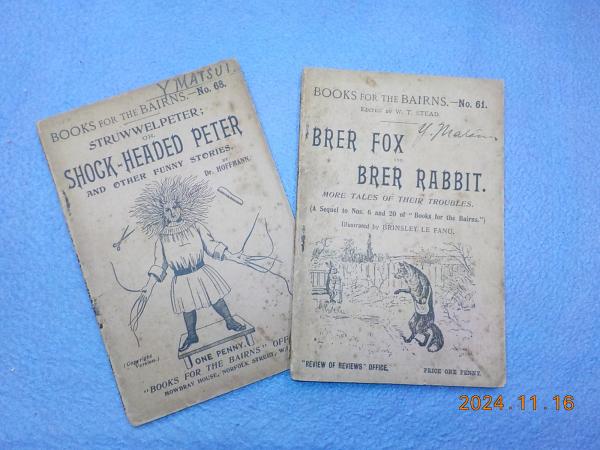 Y MATSUI
BOOKS FOR THE BAIRNS.—No. 68.
STRUWWELPETER;
OR,
SHOCK-HEADED PETER
AND OTHER FUNNY STORIES.
BY
Dr. HOFFMANN.
(Copyright
Version.)
ONE PENNY.
"BOOKS FOR THE BAIRNS" OFF
MOWBRAY HOUSE, NORFOLK STREET, W.
BOOKS FOR THE BAIRNS.—No. 61.
EDITED BY W. T. STEAD.
BRER FOX
AND
BRER RABBIT.
MORE TALES OF THEIR TROUBLES.
(A Sequel to Nos. 6 and 20 of "Books for the Bairns.")
Illustrated by BRINSLEY LE FANU.
"REVIEW OF REVIEWS" OFFICE.
PRICE ONE PENNY.
2024.11.16